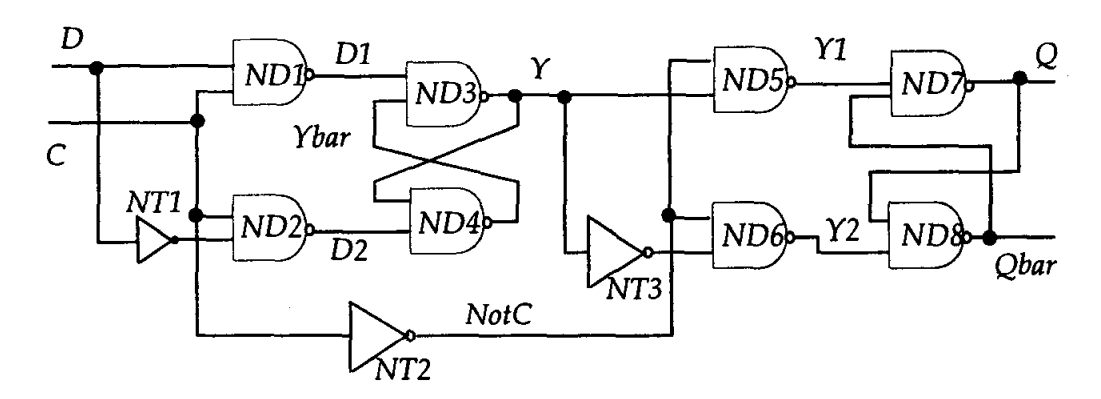 D
D1
Y
Y1
Q
ND1
ND3
ND5
ND7
C
Ybar
NT1
ND2
D2
ND4
ND6
Y2
ND8
Qbar
NT3
NotC
NT2